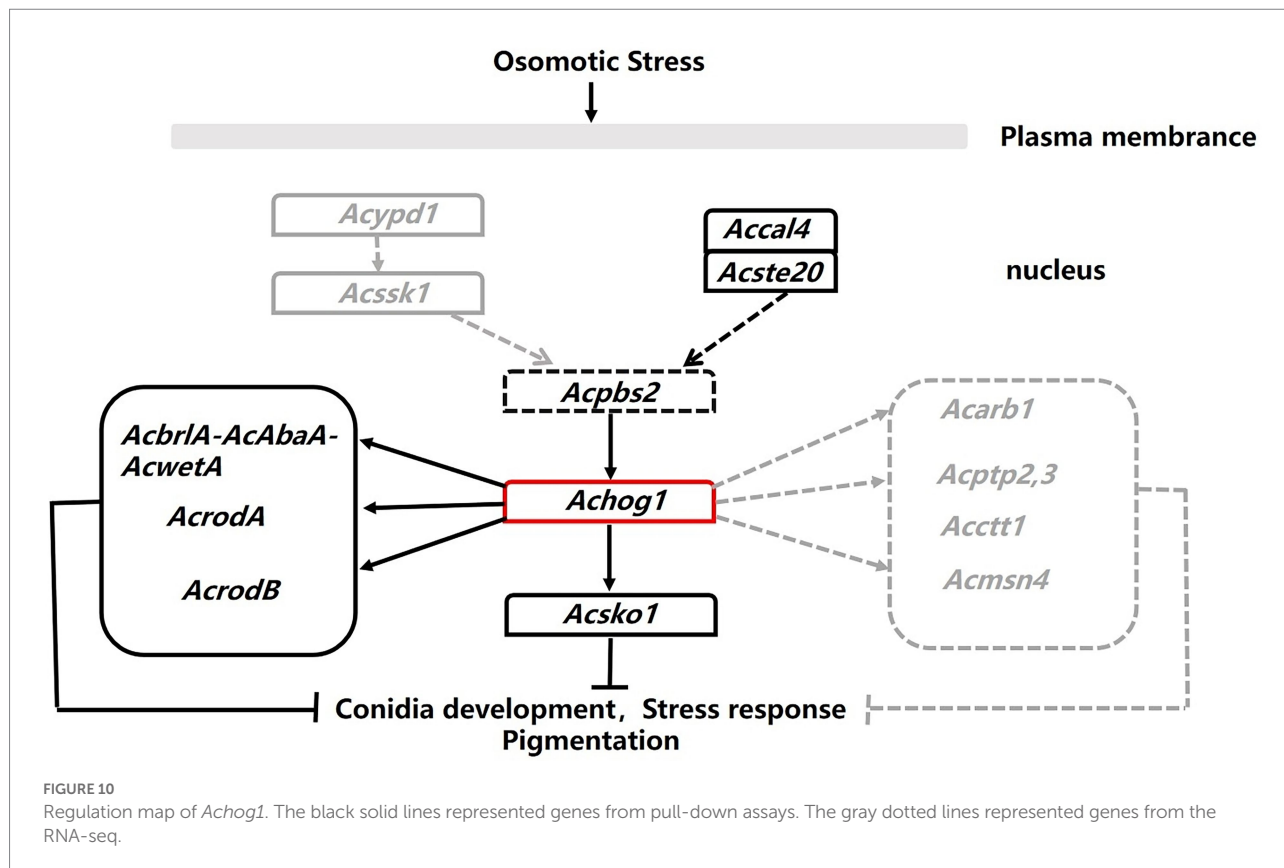 Osomotic Stress
Plasma membrance
Acypd1
Accal4
Acste20
nucleus
Acssk1
Acpbs2
AcbrlA-AcAbaA-
AcwetA
AcrodA
AcrodB
Achog1
Acsko1
Acarb1
Acptp2,3
Acctt1
Acmsn4
Conidia development, Stress response
Pigmentation
FIGURE 10
Regulation map of Achog1. The black solid lines represented genes from pull-down assays. The gray dotted lines represented genes from the
RNA-seq.